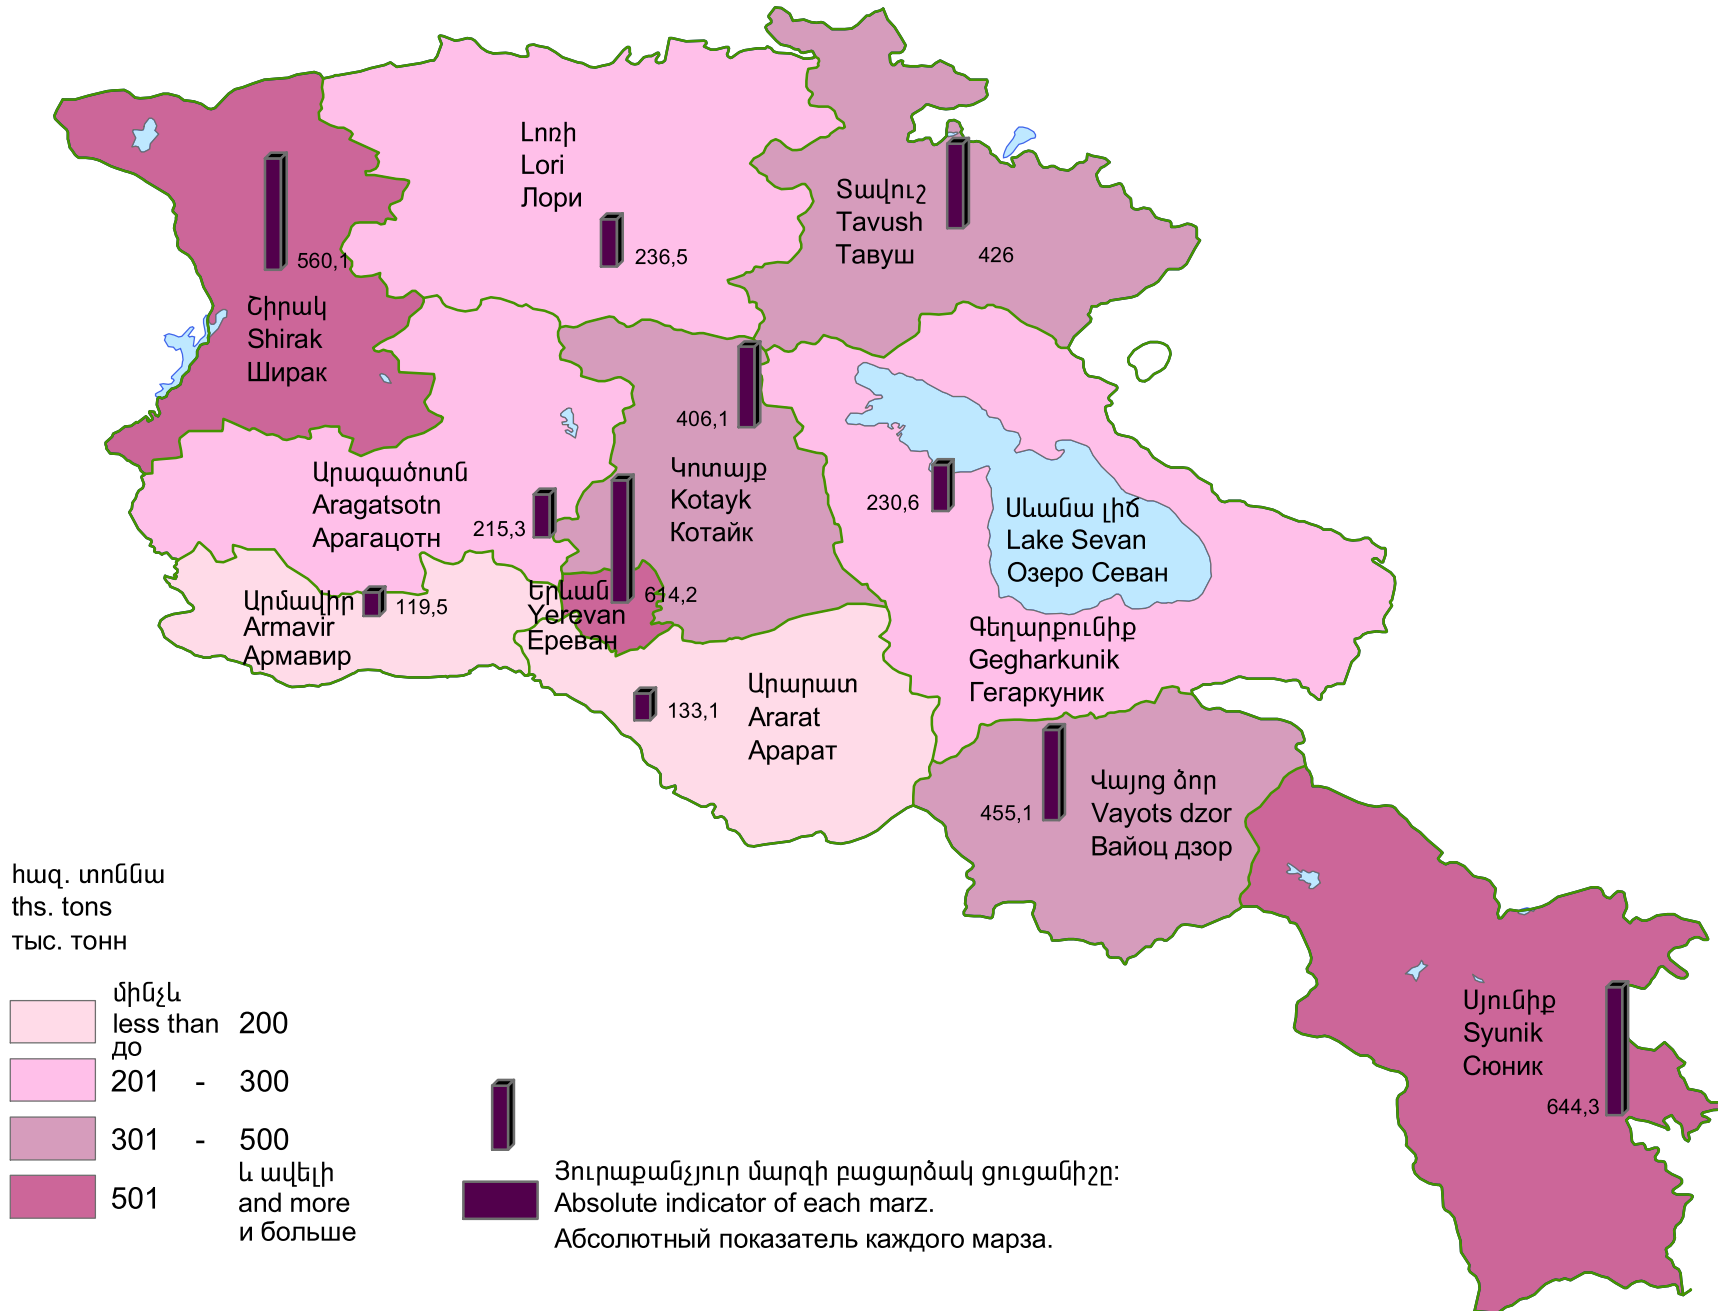 Լոռի
Lori
Лори
236,5
Տավուշ
Tavush
Тавуш
426
560,1
Շիրակ
Shirak
Ширак
406,1
Կոտայք
Kotayk
Котайк
Արագածոտն
Aragatsotn
Арагацотн
215,3
230,6
Սևանա լիճ
Lake Sevan
Озеро Севан
Արմավիր
Armavir
Армавир
119,5
Երևան
Yerevan
Ереван
614,2
Գեղարքունիք
Gegharkunik
Гегаркуник
133,1
Արարատ
Ararat
Арарат
Վայոց ձոր
Vayots dzor
Вайоц дзор
455,1
Սյունիք
Syunik
Сюник
644,3
հազ. տոննա
ths. tons
тыс. тонн
մինչև
less than 200
до
201 - 300
301 - 500
501 և ավելի
and more
и больше
Յուրաքանչյուր մարզի բացարձակ ցուցանիշը:
Absolute indicator of each marz.
Абсолютный показатель каждого марза.